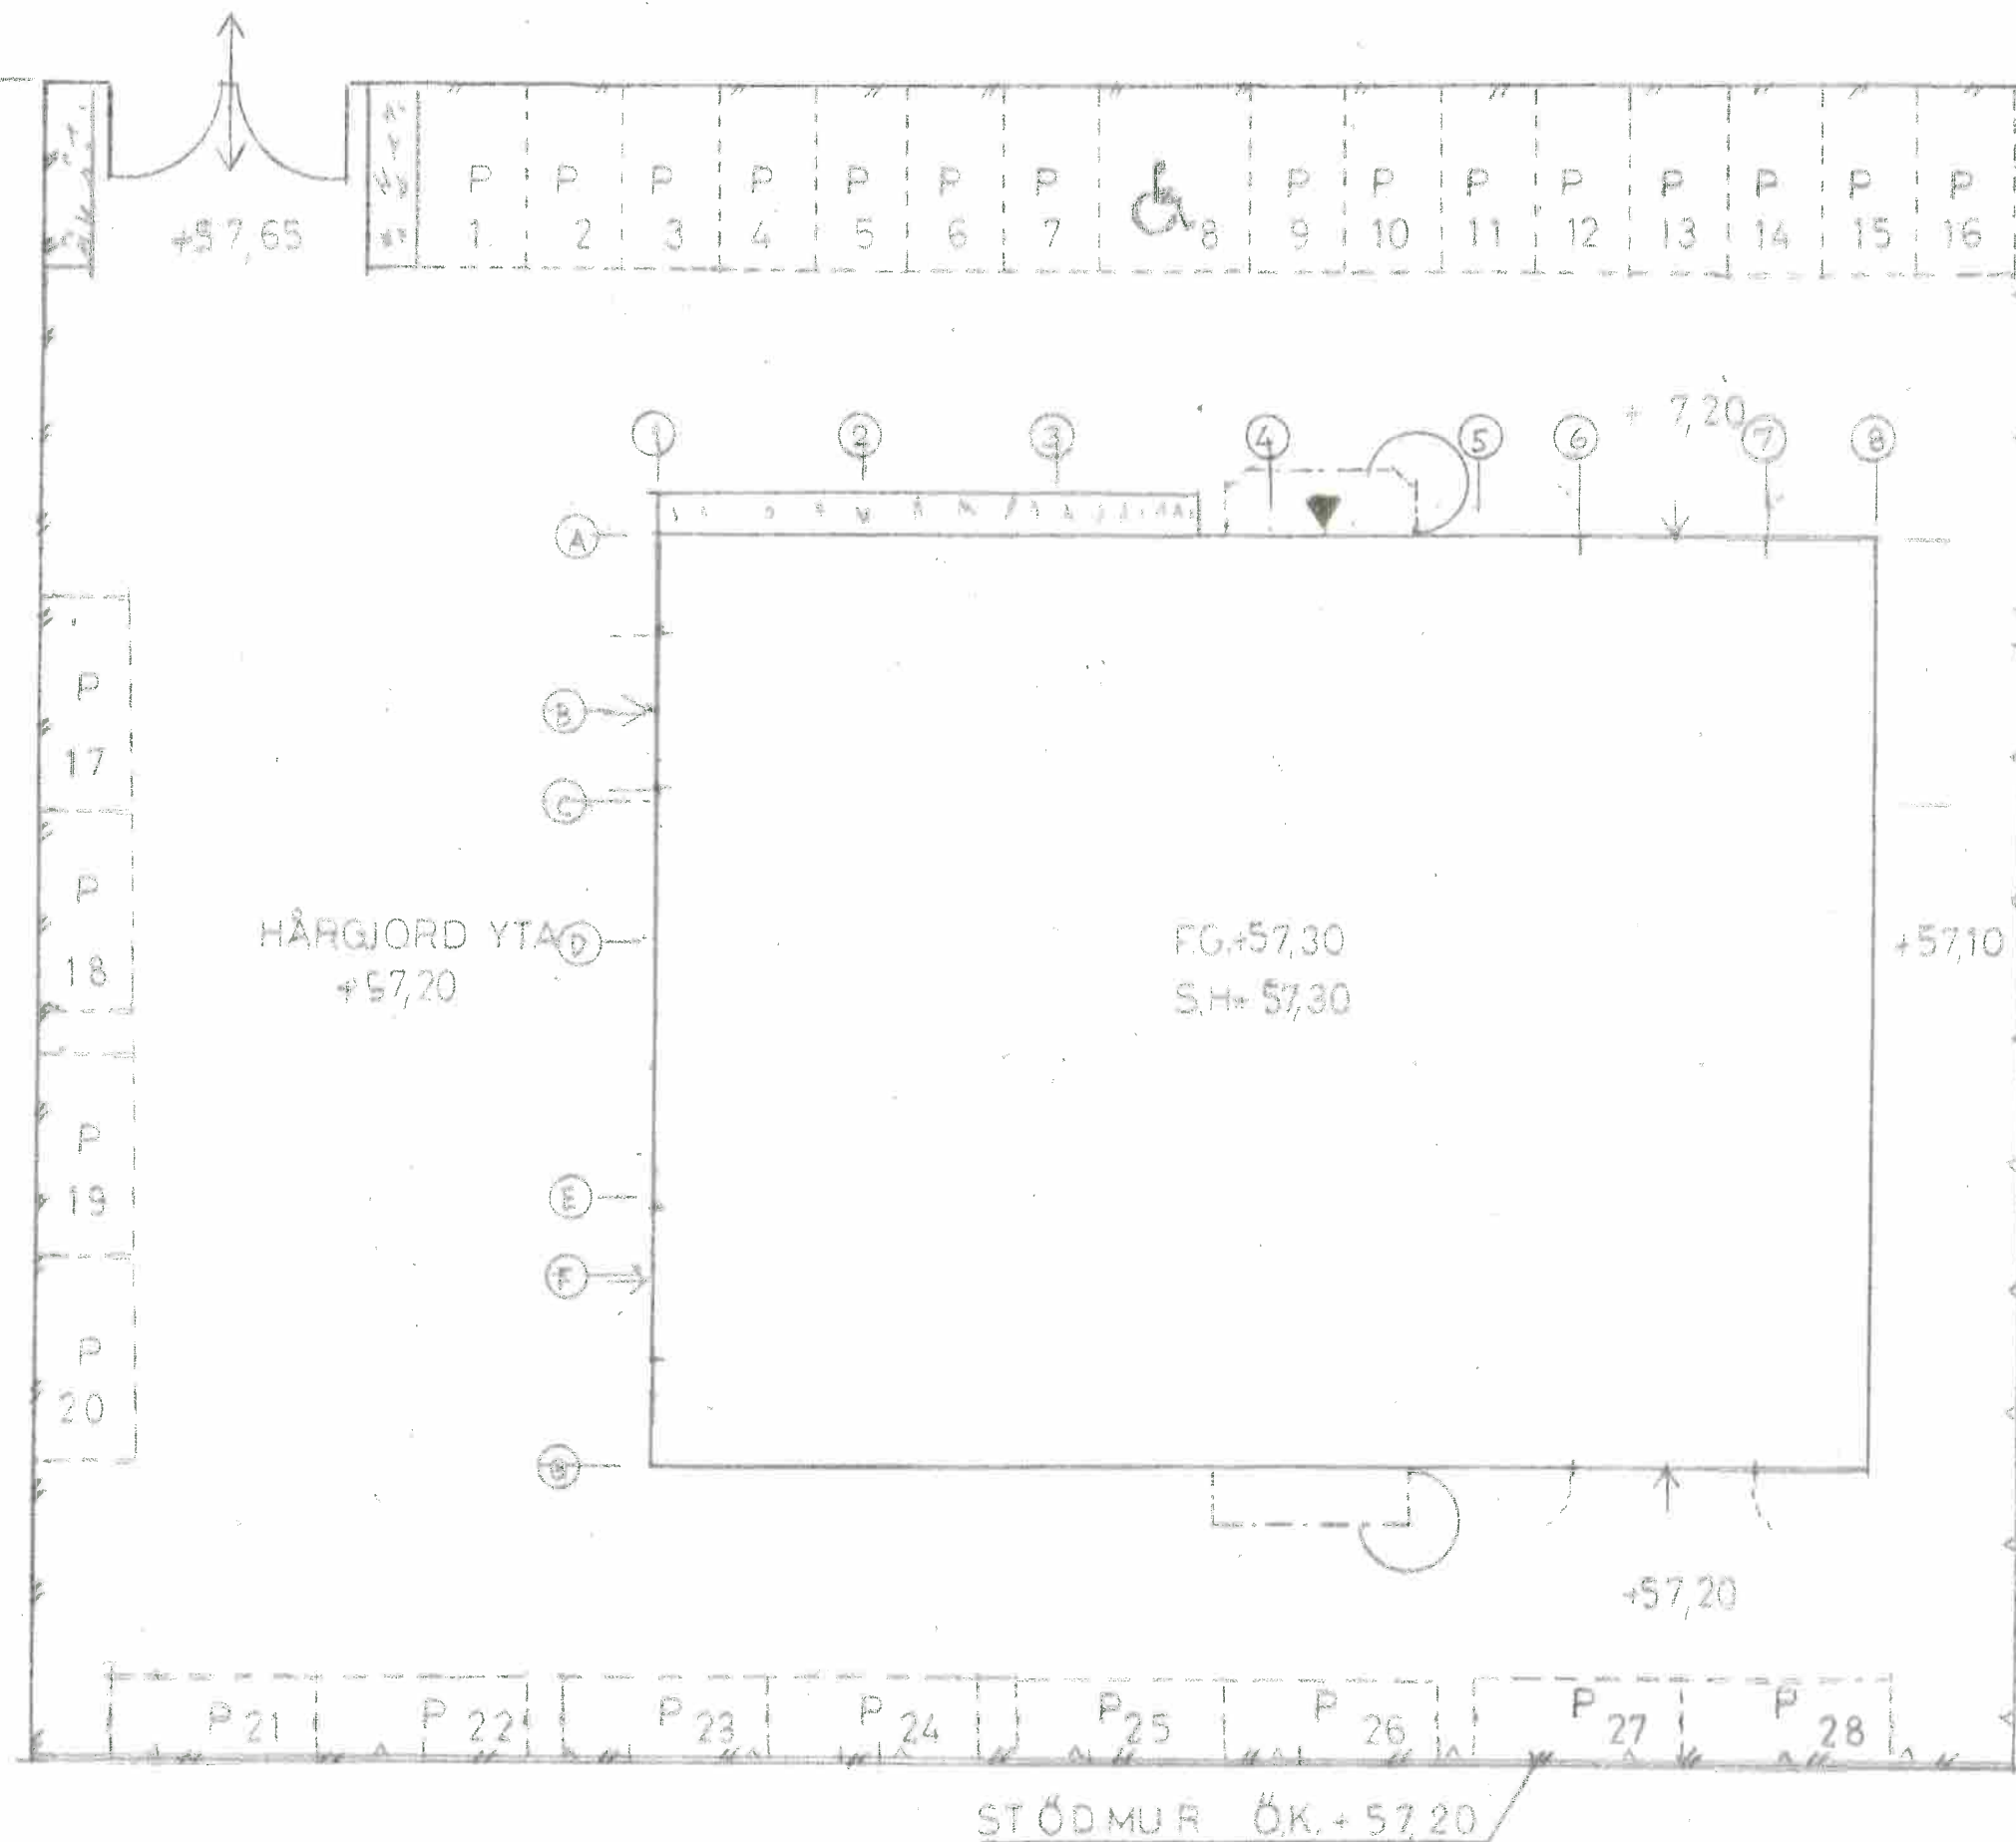 +57,65
P P P P P P P P P P P P P P P
1 2 3 4 5 6 7 8 9 10 11 12 13 14 15 16
+ 7,20
1 2 3 4 5 6 7 8
A
B
P
17
C
P
18
HÅRGJORD YTA D
+57,20
F.G.+57,30
S.H+ 57,30
+57,10
P
19
E
F
P
20
G
+57,20
P 21 P 22 P 23 P 24 P 25 P 26 P 27 P 28
STÖDMUR Ö.K.+57,20